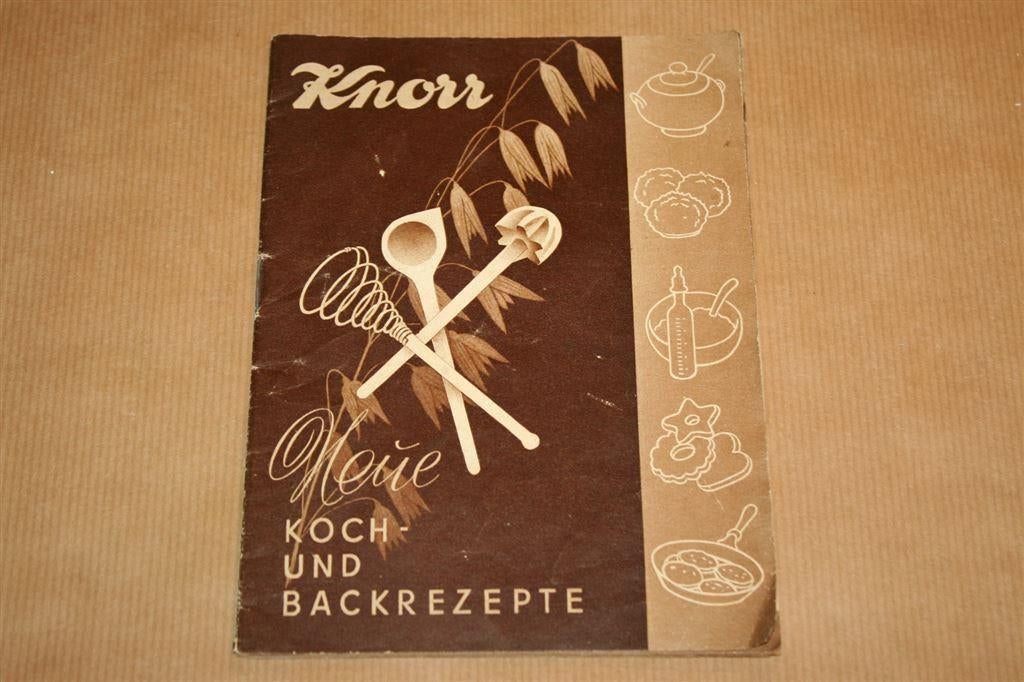 Knorr
Neue
KOCH-
UND
BACKREZEPTE